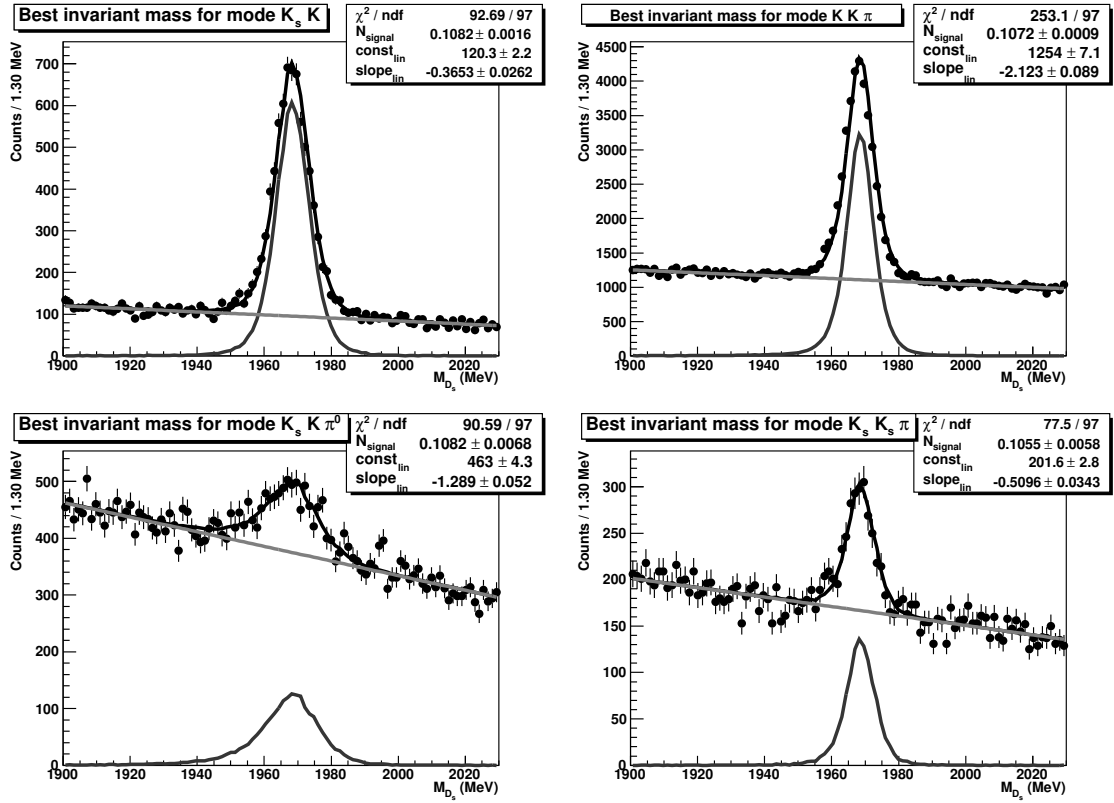 Best invariant mass for mode K_s K
χ² / ndf 92.69 / 97
N_signal 0.1082 ± 0.0016
const_lin 120.3 ± 2.2
slope_lin -0.3653 ± 0.0262
Counts / 1.30 MeV
700
600
500
400
300
200
100
0
1900 1920 1940 1960 1980 2000 2020
M_{D_s} (MeV)
Best invariant mass for mode K K π
χ² / ndf 253.1 / 97
N_signal 0.1072 ± 0.0009
const_lin 1254 ± 7.1
slope_lin -2.123 ± 0.089
Counts / 1.30 MeV
4500
4000
3500
3000
2500
2000
1500
1000
500
0
1900 1920 1940 1960 1980 2000 2020
M_{D_s} (MeV)
Best invariant mass for mode K_s K π⁰
χ² / ndf 90.59 / 97
N_signal 0.1082 ± 0.0068
const_lin 463 ± 4.3
slope_lin -1.289 ± 0.052
Counts / 1.30 MeV
500
400
300
200
100
0
1900 1920 1940 1960 1980 2000 2020
M_{D_s} (MeV)
Best invariant mass for mode K_s K_s π
χ² / ndf 77.5 / 97
N_signal 0.1055 ± 0.0058
const_lin 201.6 ± 2.8
slope_lin -0.5096 ± 0.0343
Counts / 1.30 MeV
300
250
200
150
100
50
0
1900 1920 1940 1960 1980 2000 2020
M_{D_s} (MeV)